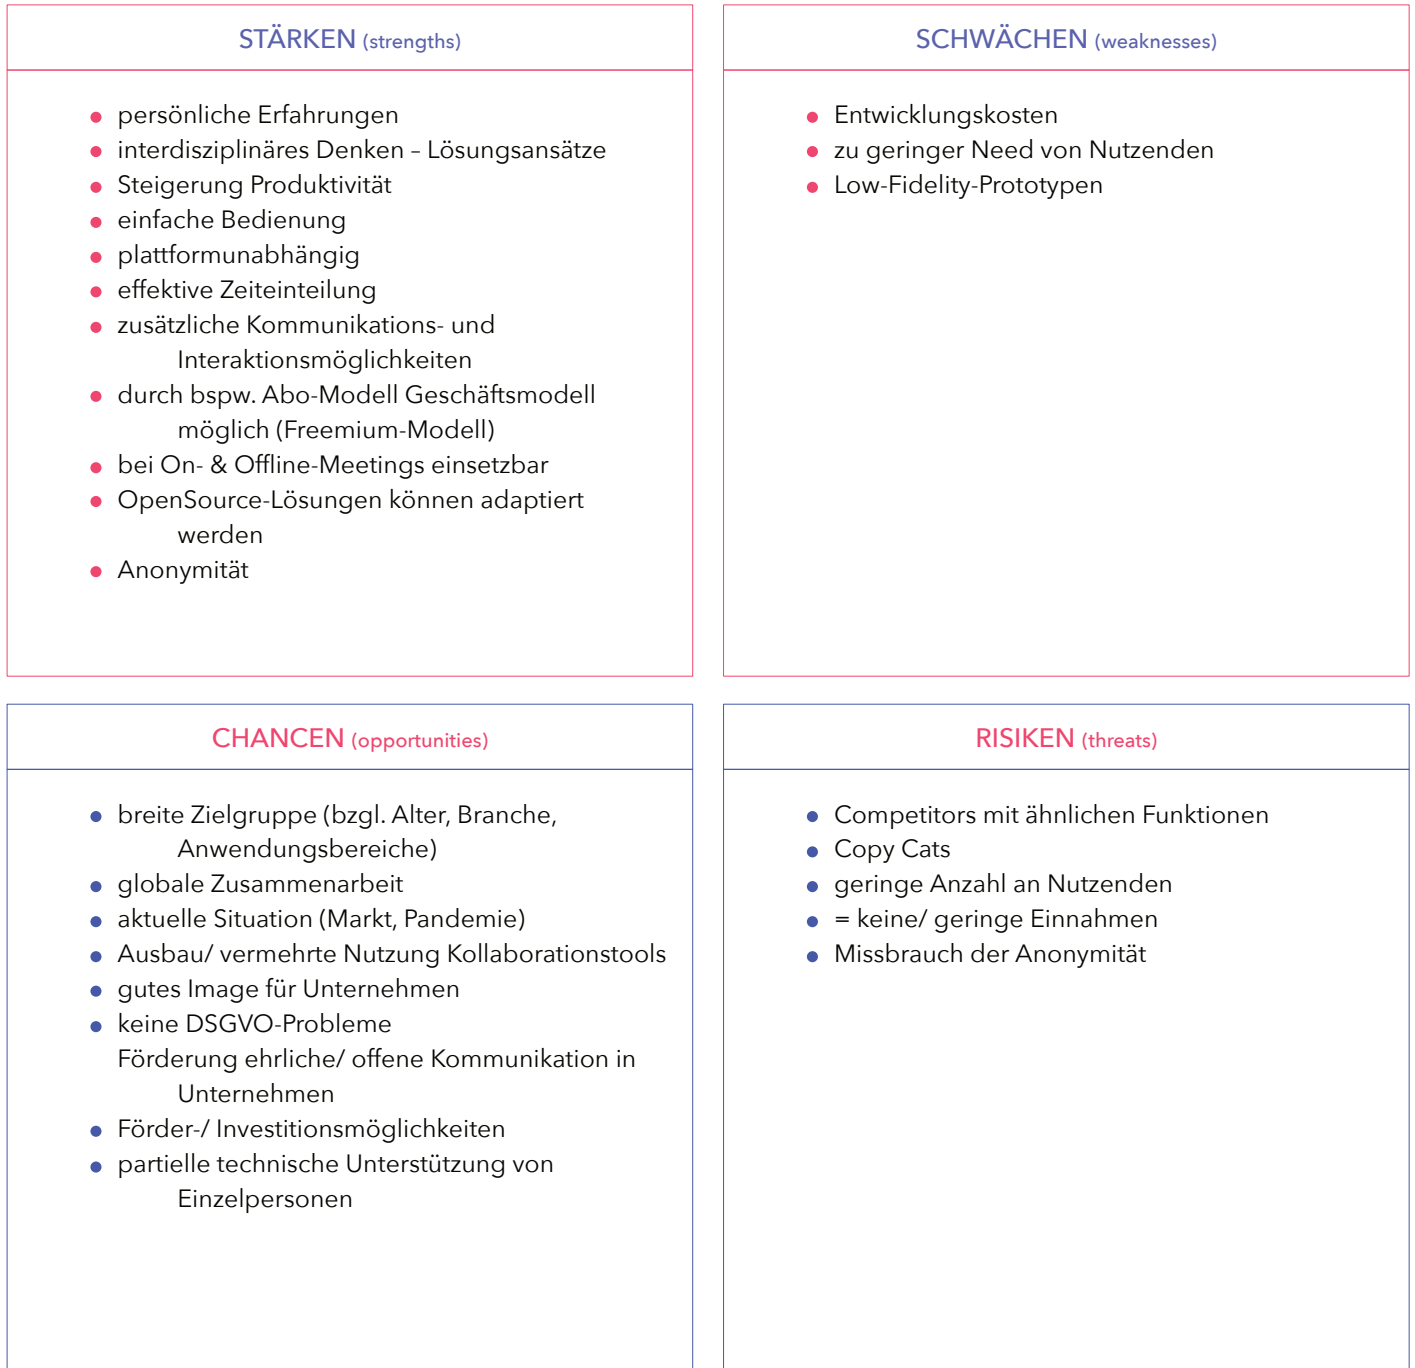 STÄRKEN (strengths)
• persönliche Erfahrungen
• interdisziplinäres Denken – Lösungsansätze
• Steigerung Produktivität
• einfache Bedienung
• plattformunabhängig
• effektive Zeiteinteilung
• zusätzliche Kommunikations- und
Interaktionsmöglichkeiten
• durch bspw. Abo-Modell Geschäftsmodell
möglich (Freemium-Modell)
• bei On- & Offline-Meetings einsetzbar
• OpenSource-Lösungen können adaptiert
werden
• Anonymität
SCHWÄCHEN (weaknesses)
• Entwicklungskosten
• zu geringer Need von Nutzenden
• Low-Fidelity-Prototypen
CHANCEN (opportunities)
• breite Zielgruppe (bzgl. Alter, Branche,
Anwendungsbereiche)
• globale Zusammenarbeit
• aktuelle Situation (Markt, Pandemie)
• Ausbau/ vermehrte Nutzung Kollaborationstools
• gutes Image für Unternehmen
• keine DSGVO-Probleme
Förderung ehrliche/ offene Kommunikation in
Unternehmen
• Förder-/ Investitionsmöglichkeiten
• partielle technische Unterstützung von
Einzelpersonen
RISIKEN (threats)
• Competitors mit ähnlichen Funktionen
• Copy Cats
• geringe Anzahl an Nutzenden
• = keine/ geringe Einnahmen
• Missbrauch der Anonymität